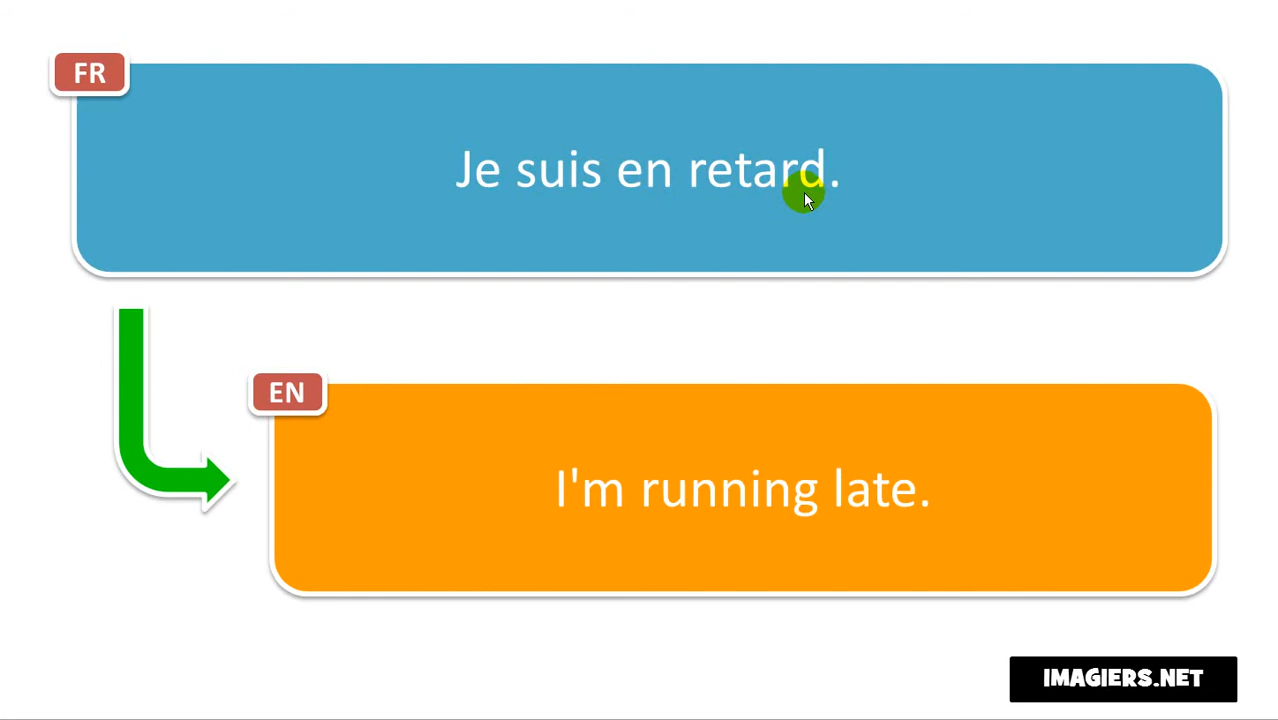 FR
Je suis en retard.
EN
I'm running late.
IMAGIERS.NET